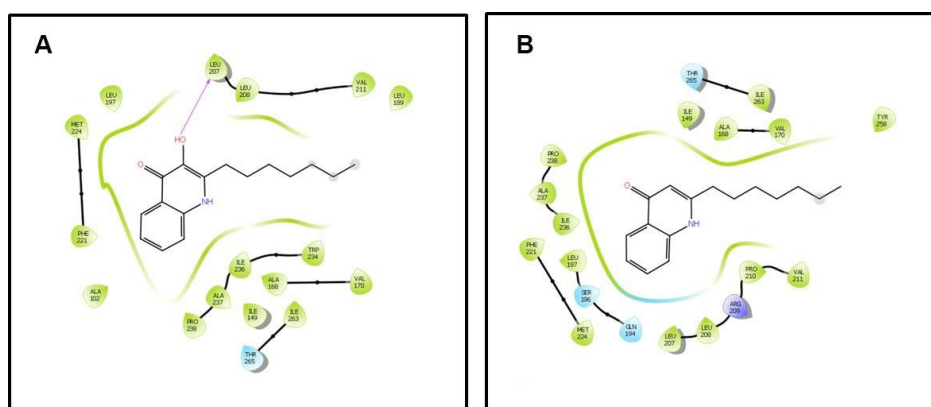 A
LEU
207
LEU
208
VAL
211
LEU
189
LEU
197
MET
224
HO
O
NH
PHE
221
ALA
102
TRP
234
ILE
236
ALA
168
VAL
170
ALA
237
PRO
238
ILE
149
ILE
263
THR
265
B
THR
265
ILE
263
ILE
149
ALA
168
VAL
170
TYR
258
PRO
238
ALA
237
ILE
236
O
NH
PHE
221
LEU
197
SER
196
GLN
194
MET
224
PRO
210
VAL
211
ARG
209
LEU
208
LEU
207